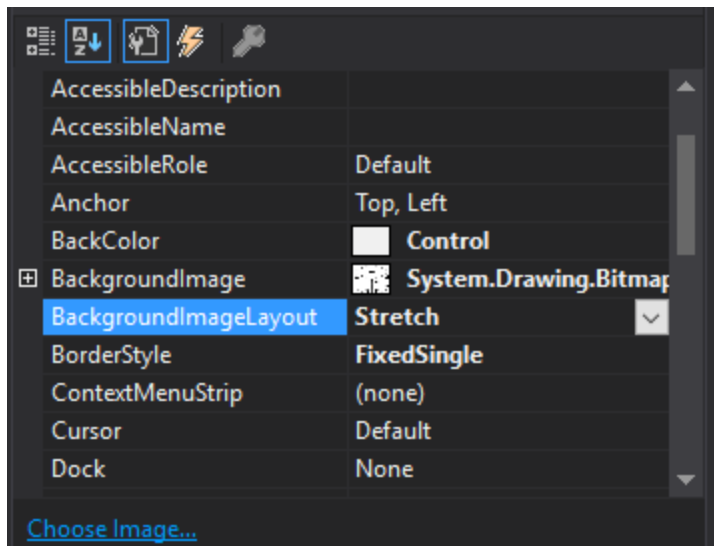 AccessibleDescription
AccessibleName
AccessibleRole Default
Anchor Top, Left
BackColor Control
BackgroundImage System.Drawing.Bitmap
BackgroundImageLayout Stretch
BorderStyle FixedSingle
ContextMenuStrip (none)
Cursor Default
Dock None
Choose Image...